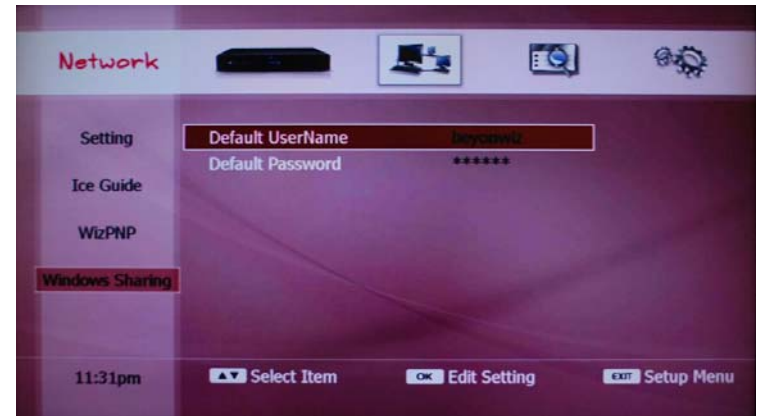 Network
Setting
Ice Guide
WizPNP
Windows Sharing
Default UserName beyonwiz
Default Password ******
11:31pm
▲▼ Select Item OK Edit Setting EXIT Setup Menu